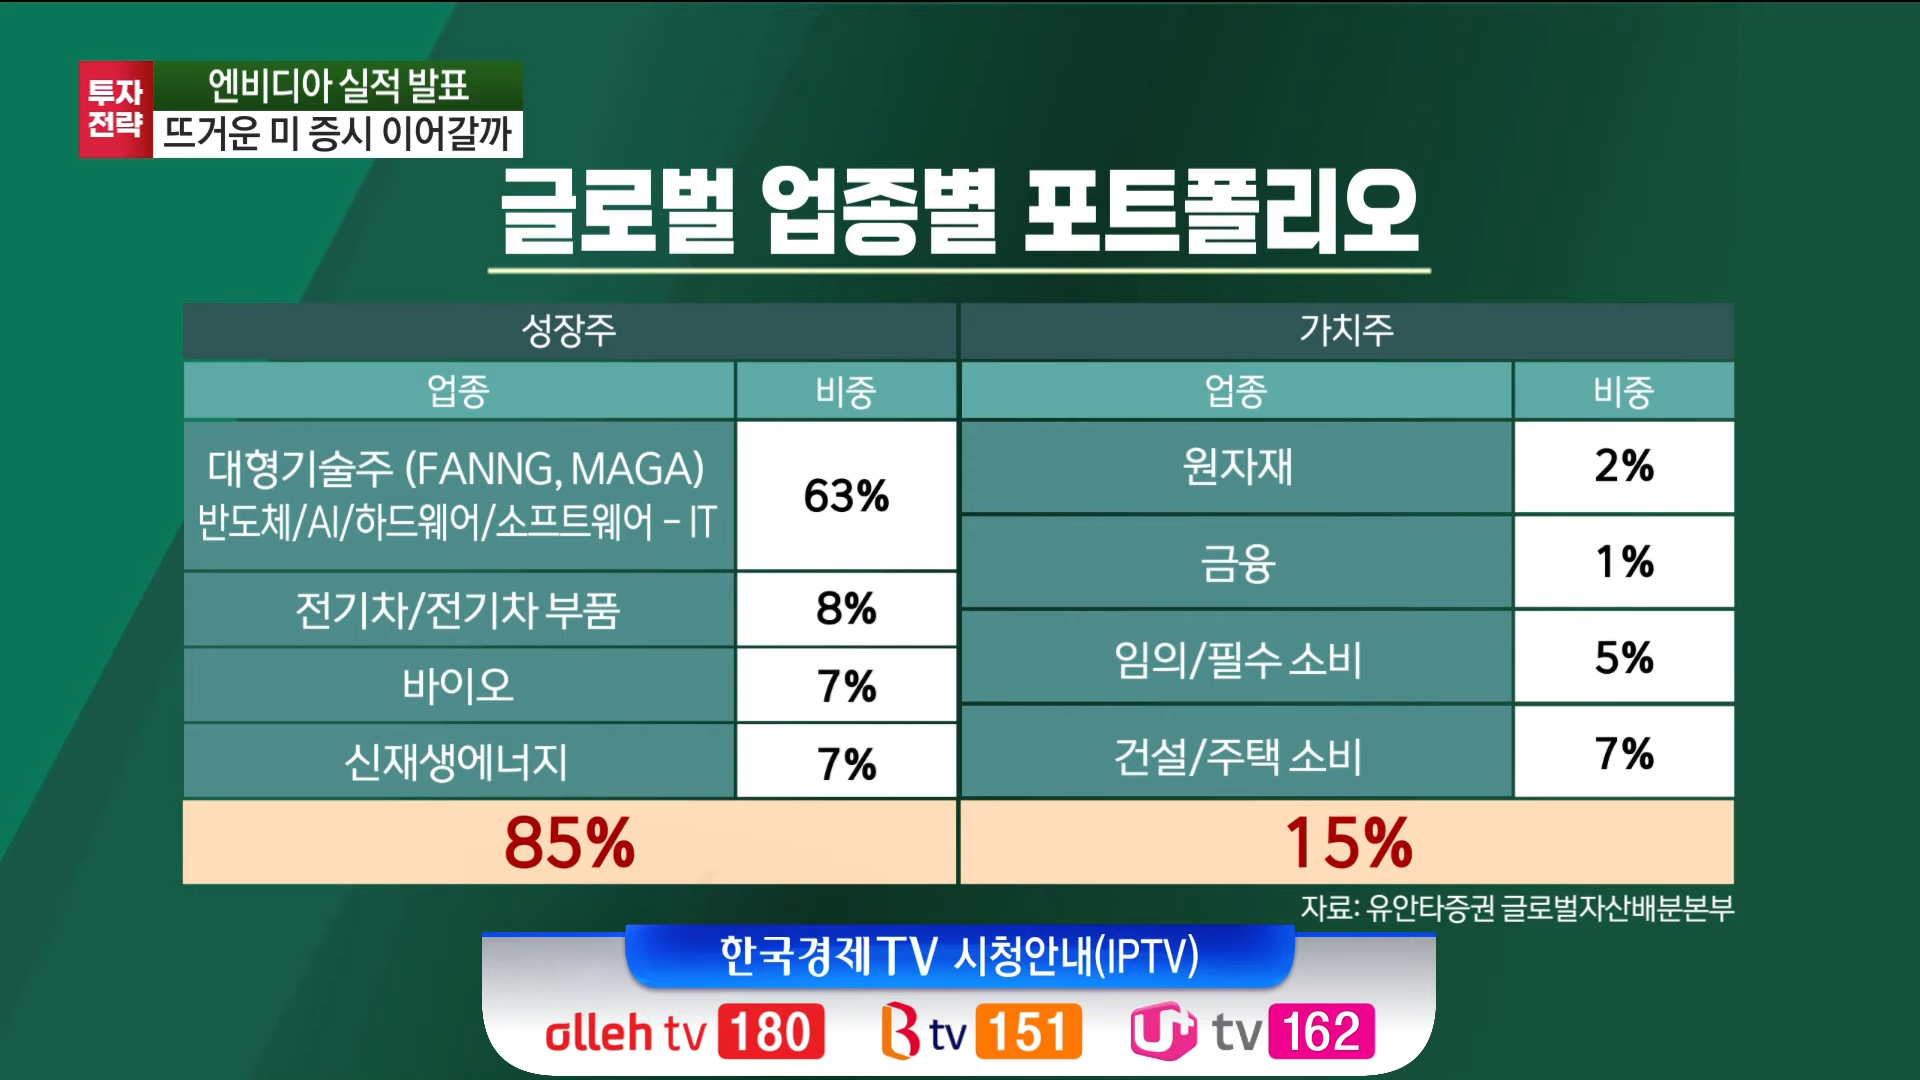 투자
전략
엔비디아 실적 발표
뜨거운 미 증시 이어갈까
글로벌 업종별 포트폴리오
성장주
가치주
업종
비중
업종
비중
대형기술주 (FANNG, MAGA)
반도체/AI/하드웨어/소프트웨어 - IT
63%
전기차/전기차 부품
8%
바이오
7%
신재생에너지
7%
85%
원자재
2%
금융
1%
임의/필수 소비
5%
건설/주택 소비
7%
15%
자료: 유안타증권 글로벌자산배분본부
한국경제TV 시청안내(IPTV)
olleh tv 180
B tv 151
U+ tv 162